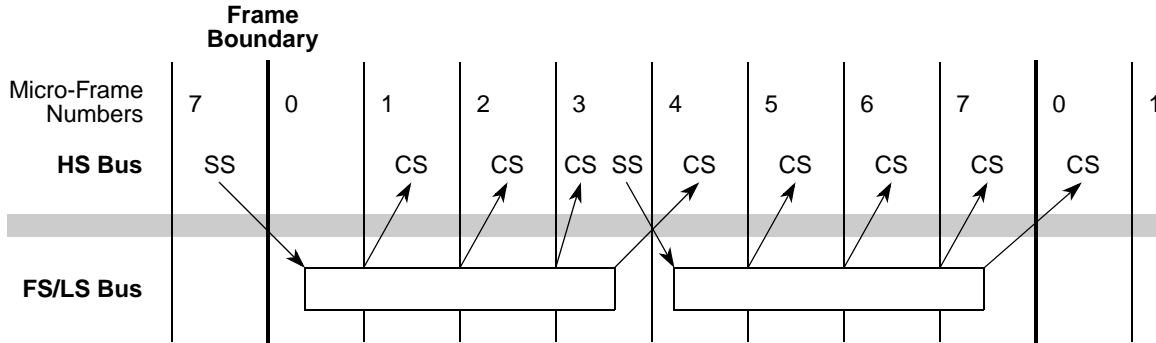 Frame
Boundary
Micro-Frame
Numbers
7 0 1 2 3 4 5 6 7 0 1
HS Bus SS CS CS CS SS CS CS CS CS CS
FS/LS Bus